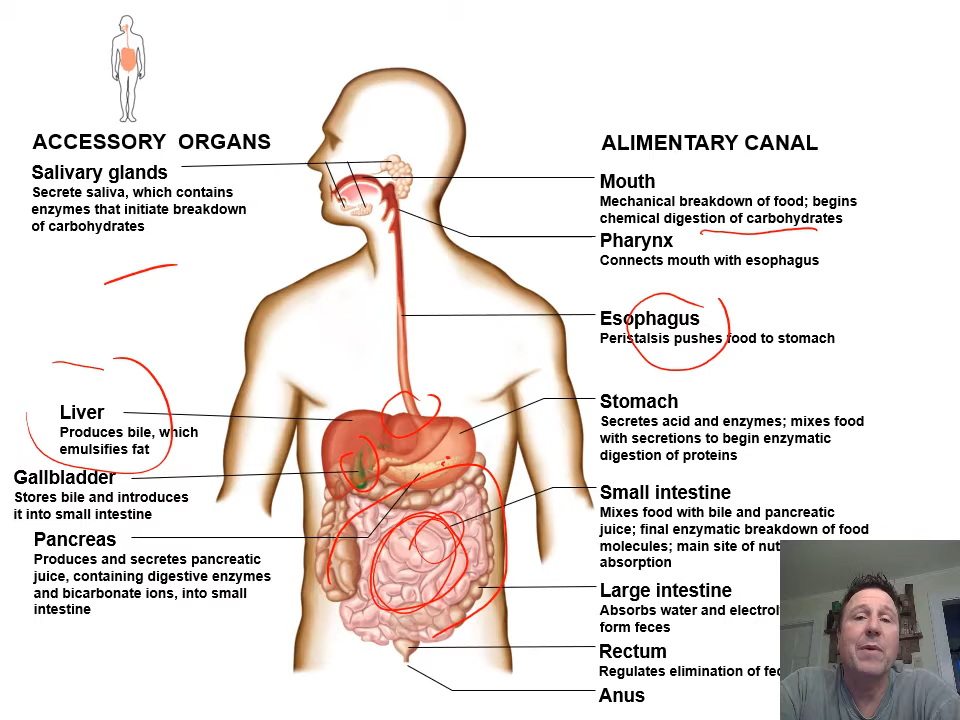 ACCESSORY ORGANS
Salivary glands
Secrete saliva, which contains
enzymes that initiate breakdown
of carbohydrates
Liver
Produces bile, which
emulsifies fat
Gallbladder
Stores bile and introduces
it into small intestine
Pancreas
Produces and secretes pancreatic
juice, containing digestive enzymes
and bicarbonate ions, into small
intestine
ALIMENTARY CANAL
Mouth
Mechanical breakdown of food; begins
chemical digestion of carbohydrates
Pharynx
Connects mouth with esophagus
Esophagus
Peristalsis pushes food to stomach
Stomach
Secretes acid and enzymes; mixes food
with secretions to begin enzymatic
digestion of proteins
Small intestine
Mixes food with bile and pancreatic
juice; final enzymatic breakdown of food
molecules; main site of
absorption
Large intestine
Absorbs water and
form feces
Rectum
Regulates elimination of
Anus